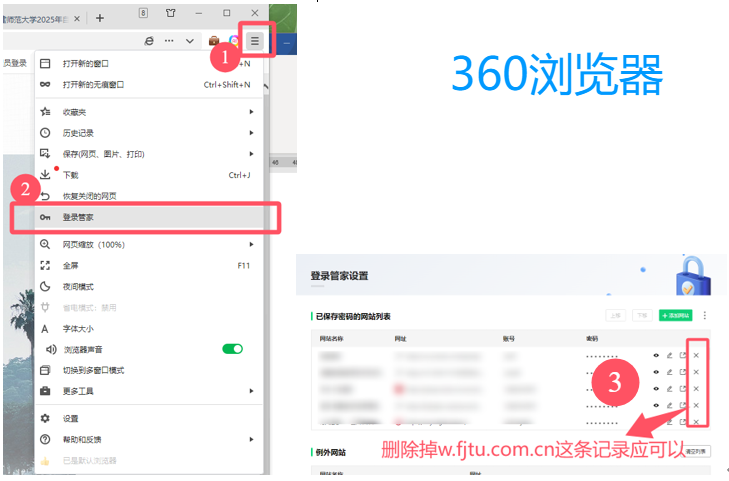 师范大学2025年
8
员登录
1
+N
打开新的窗口
打开新的无痕窗口 Ctrl+Shift+N
收藏夹
历史记录
保存(网页、图片、打印)
下载 Ctrl+J
2
恢复关闭的网页
登录管家
网页缩放（100%）
全屏 F11
夜间模式
省电模式：禁用
字体大小
浏览器声音
切换到多窗口模式
更多工具
设置
帮助和反馈
已是默认浏览器
46
360浏览器
登录管家设置
已保存密码的网站列表
添加网站
网站名称 网址 账号 密码
3
删除掉w.fjtu.com.cn这条记录应可以
清空列表
例外网站
网站名称 网址